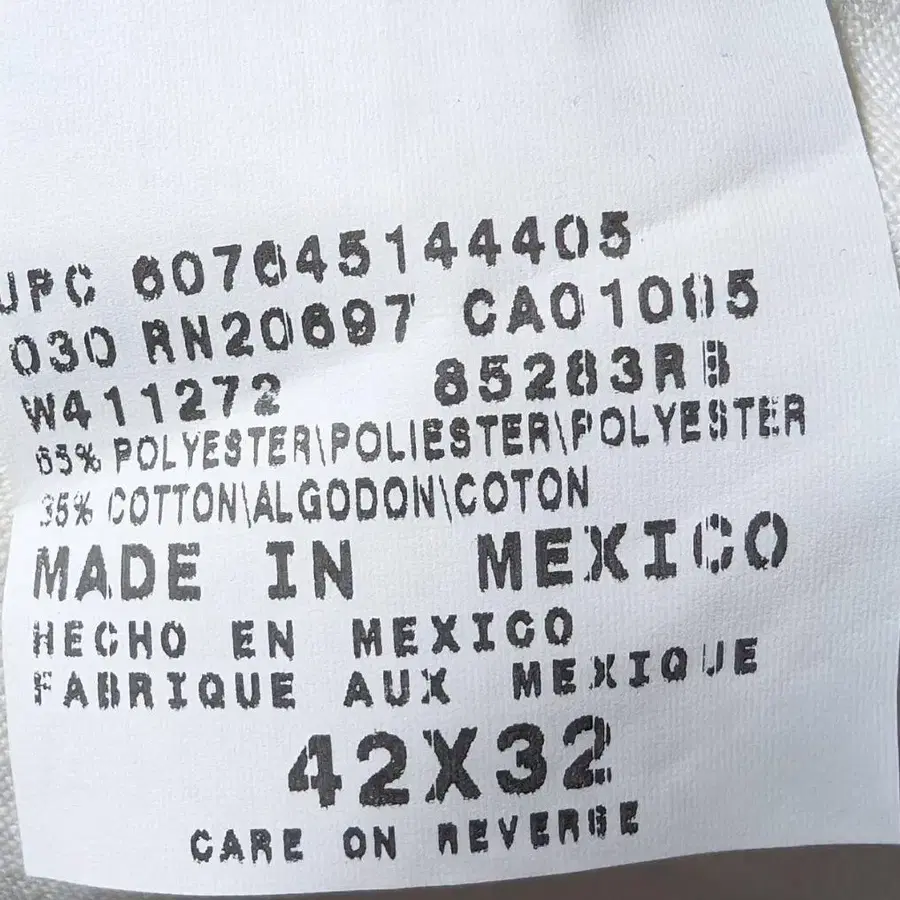 UPC 607645144405
030 RN20697 CA01005
W411272 85283RB
65% POLYESTER\POLIESTER\POLYESTER
35% COTTON\ALGODON\COTON
MADE IN MEXICO
HECHO EN MEXICO
FABRIQUE AUX MEXIQUE
42X32
CARE ON REVERSE